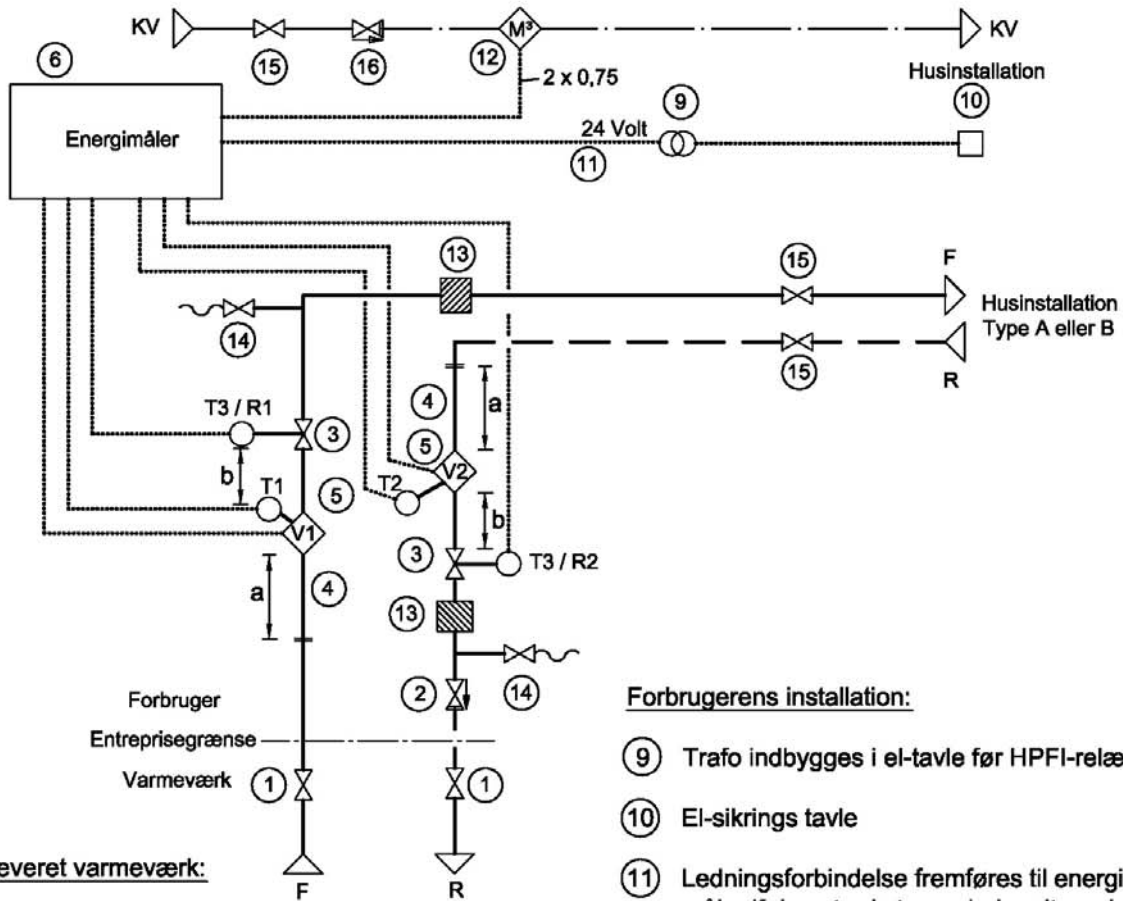 KV
M³
KV
15
16
12
6
2 x 0,75
9
Husinstallation
10
Energimåler
24 Volt
11
13
15
F
14
Husinstallation
Type A eller B
15
R
T3 / R1
3
4
a
5
V2
b
T1
5
T2
b
V1
3
T3 / R2
a
4
13
2
14
Forbruger
Entreprisegrænse
Varmeværk
1
1
F
R
Forbrugerens installation:
9 Trafo indbygges i el-tavle før HPFI-relæ
10 El-sikrings tavle
everet varmeværk:
11 Ledningsforbindelse fremføres til energi